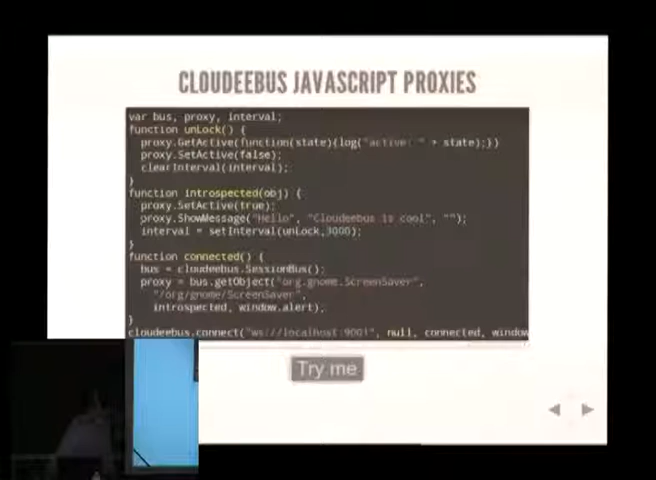 CLOUDEEBUS JAVASCRIPT PROXIES
var bus, proxy, interval;
function unLock() {
proxy.GetActive(function(state){log("active: " + state);})
proxy.SetActive(false);
clearInterval(interval);
}
function introspected(obj) {
proxy.SetActive(true);
proxy.ShowMessage("Hello", "Cloudeebus is cool", "");
interval = setInterval(unLock,3000);
}
function connected() {
bus = cloudeebus.SessionBus();
proxy = bus.getObject("org.gnome.ScreenSaver",
"/org/gnome/ScreenSaver",
introspected, window.alert);
}
cloudeebus.connect("ws://localhost:9001", null, connected, window
Try me